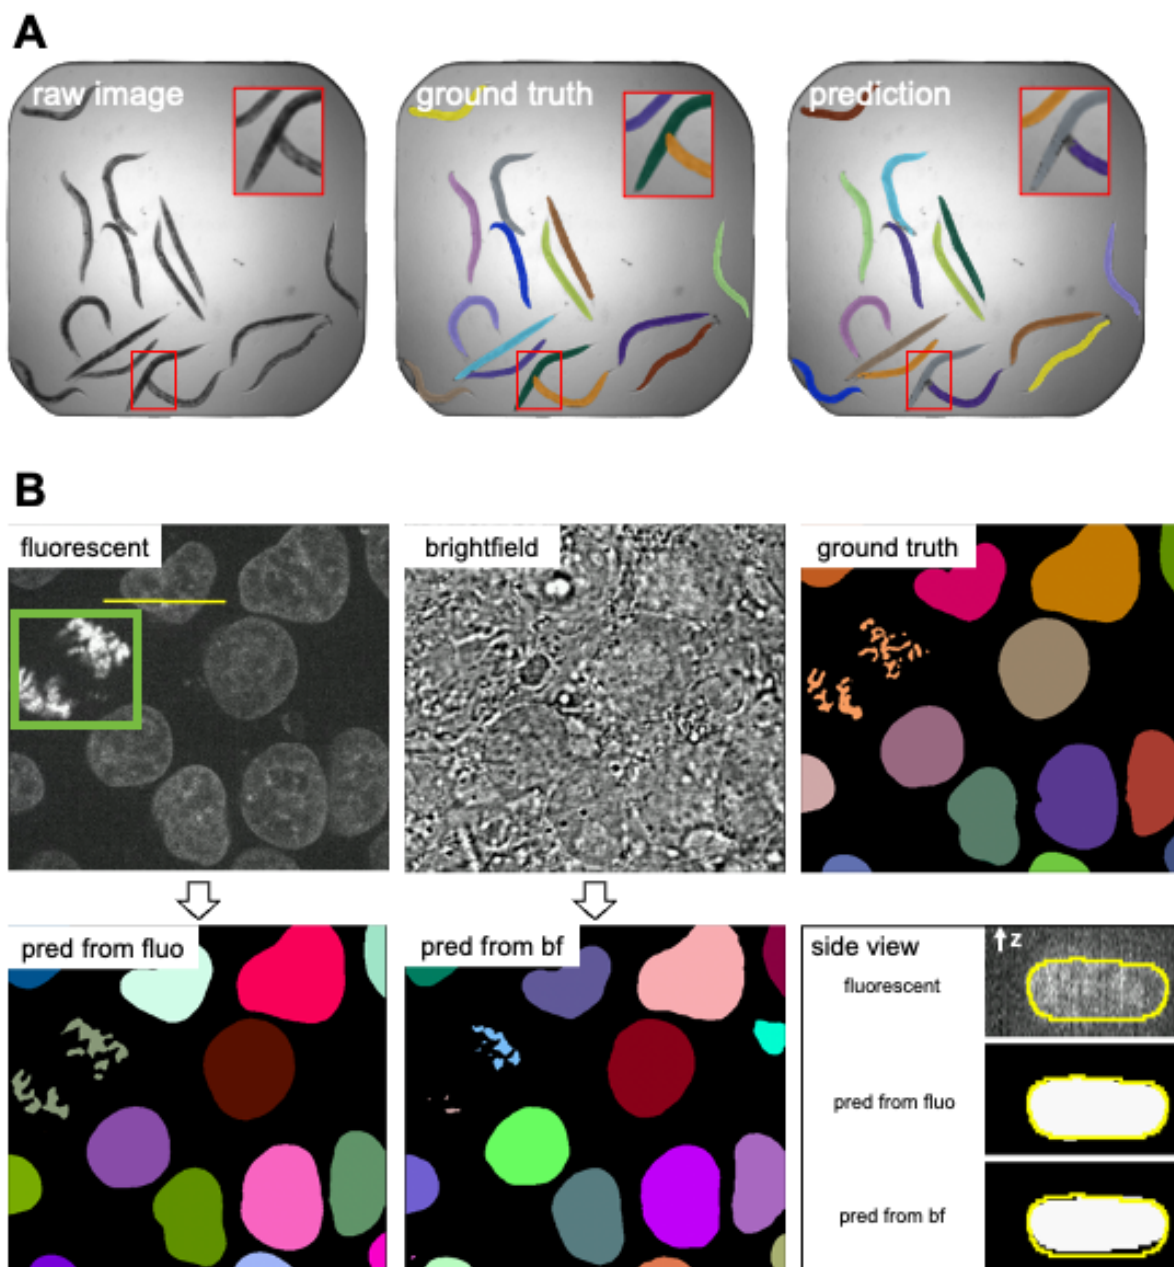 A
raw image
ground truth
prediction
B
fluorescent
brightfield
ground truth
pred from fluo
pred from bf
side view
z
fluorescent
pred from fluo
pred from bf